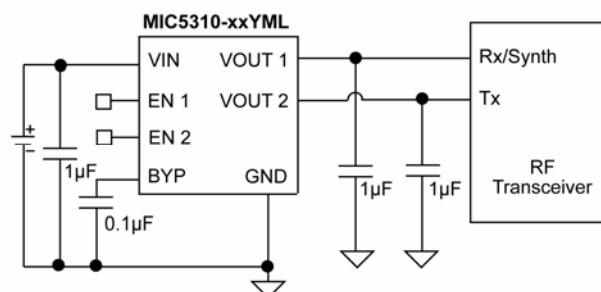 MIC5310-xxYML
VIN
VOUT 1
Rx/Synth
EN 1
VOUT 2
Tx
EN 2
+
–
1µF
BYP
GND
0.1µF
1µF
1µF
RF
Transceiver